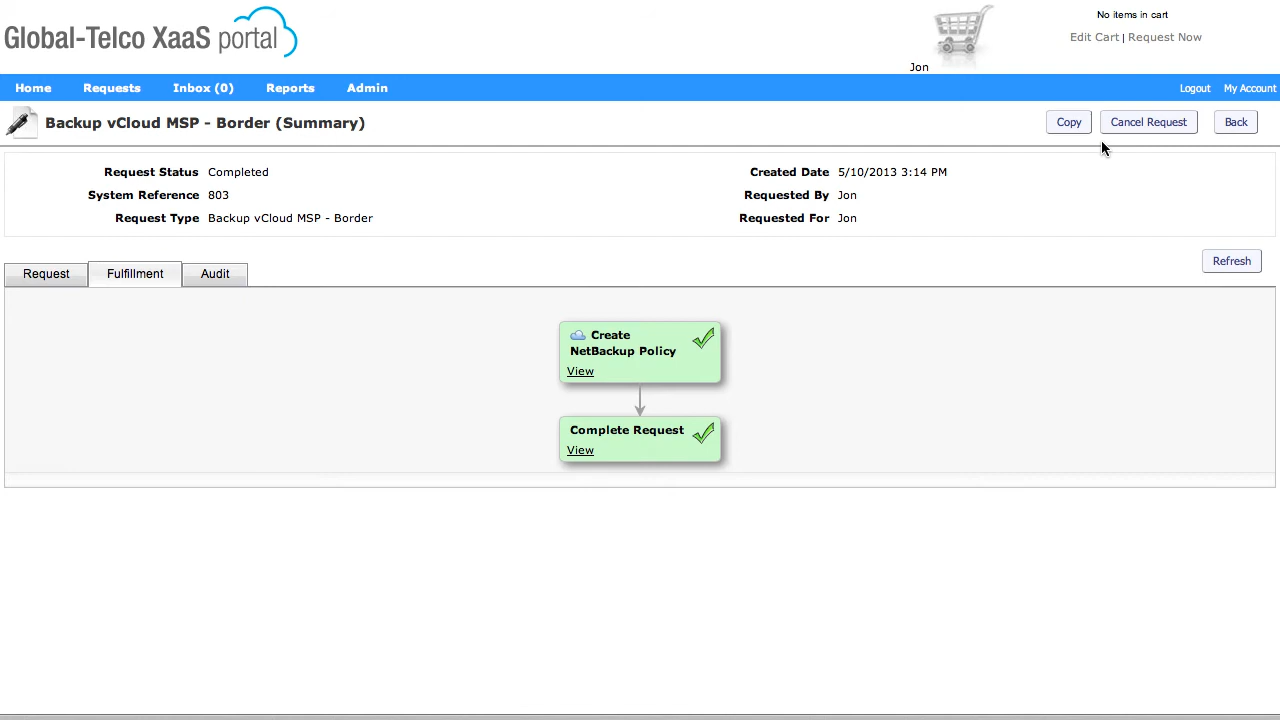 Global-Telco XaaS portal
No items in cart
Edit Cart | Request Now
Jon
Home Requests Inbox (0) Reports Admin Logout My Account
Backup vCloud MSP - Border (Summary) Copy Cancel Request Back
Request Status Completed Created Date 5/10/2013 3:14 PM
System Reference 803 Requested By Jon
Request Type Backup vCloud MSP - Border Requested For Jon
Refresh
Request Fulfillment Audit
Create
NetBackup Policy
View
Complete Request
View